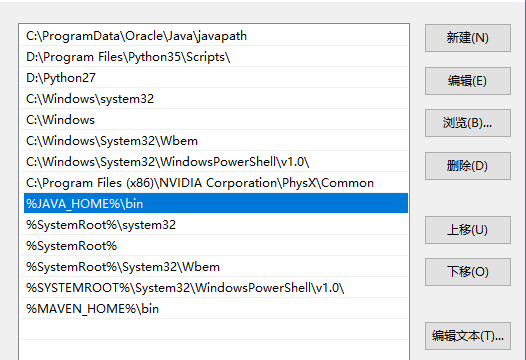 C:\ProgramData\Oracle\Java\javapath
D:\Program Files\Python35\Scripts\
D:\Python27
C:\Windows\system32
C:\Windows
C:\Windows\System32\Wbem
C:\Windows\System32\WindowsPowerShell\v1.0\
C:\Program Files (x86)\NVIDIA Corporation\PhysX\Common
%JAVA_HOME%\bin
%SystemRoot%\system32
%SystemRoot%
%SystemRoot%\System32\Wbem
%SYSTEMROOT%\System32\WindowsPowerShell\v1.0\
%MAVEN_HOME%\bin
新建(N)
编辑(E)
浏览(B)...
删除(D)
上移(U)
下移(O)
编辑文本(T)...